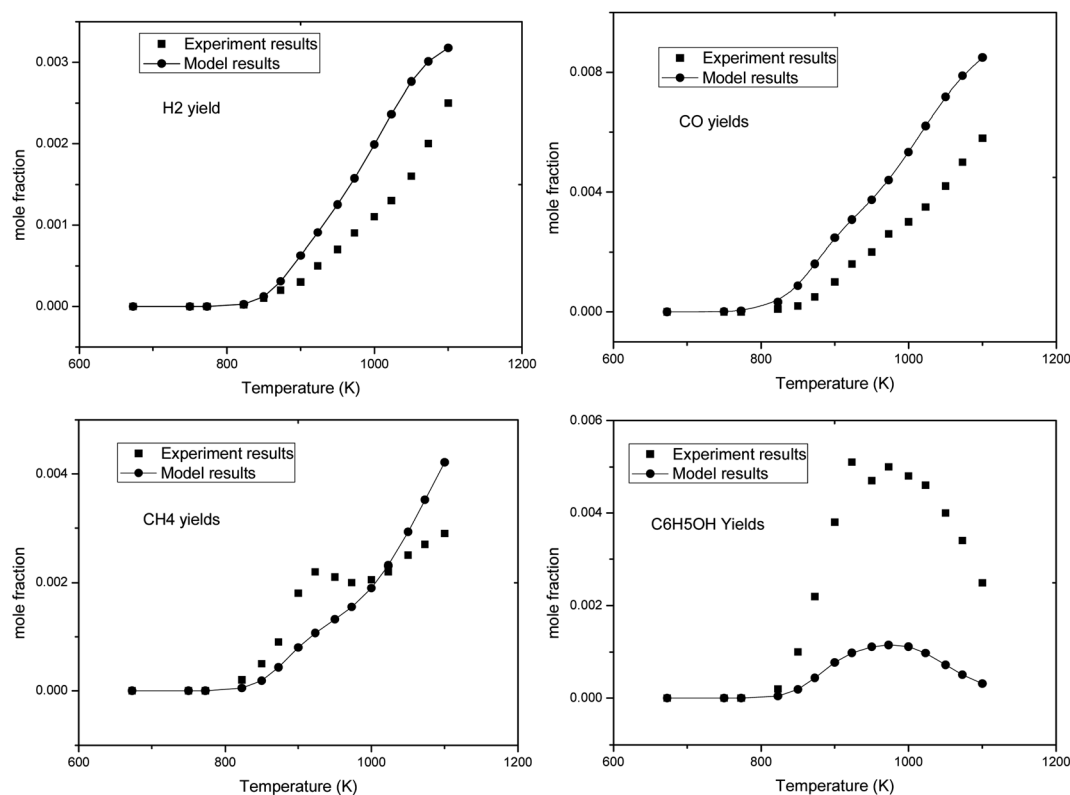 Experiment results
Model results
H2 yield
mole fraction
0.003
0.002
0.001
0.000
600
800
1000
1200
Temperature (K)
Experiment results
Model results
CO yields
mole fraction
0.008
0.004
0.000
600
800
1000
1200
Temperature (K)
Experiment results
Model results
CH4 yields
mole fraction
0.004
0.002
0.000
600
800
1000
1200
Temperature (K)
Experiment results
Model results
C6H5OH Yields
mole fraction
0.006
0.004
0.002
0.000
600
800
1000
1200
Temperature (K)